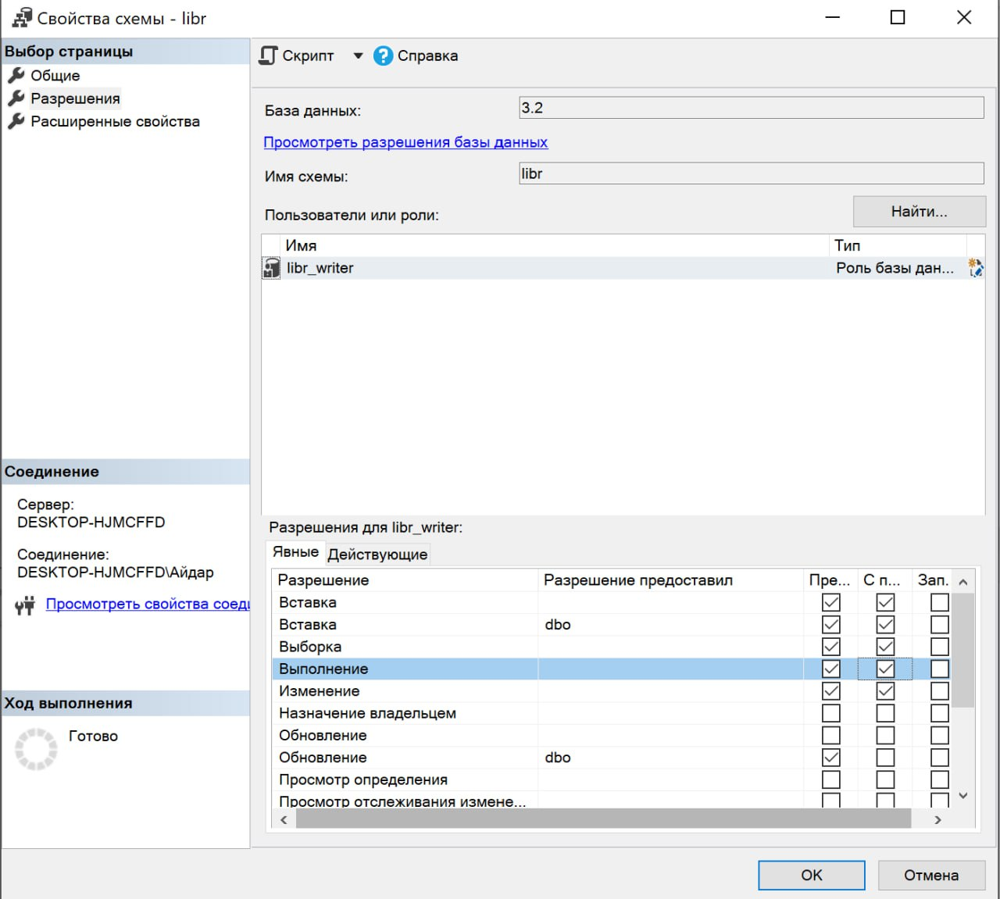 Свойства схемы - libr
Выбор страницы
Общие
Разрешения
Расширенные свойства
Скрипт
Справка
База данных:
3.2
Просмотреть разрешения базы данных
Имя схемы:
libr
Пользователи или роли:
Найти...
Имя
Тип
libr_writer
Роль базы дан...
Соединение
Сервер:
DESKTOP-HJMCFFD
Соединение:
DESKTOP-HJMCFFD\Айдар
Просмотреть свойства соеди
Ход выполнения
Готово
Разрешения для libr_writer:
Явные
Действующие
Разрешение
Разрешение предоставил
Пре...
С п...
Зап.
Вставка
Вставка
dbo
Выборка
Выполнение
Изменение
Назначение владельцем
Обновление
Обновление
dbo
Просмотр определения
Просмотр отслеживания измене...
ОК
Отмена